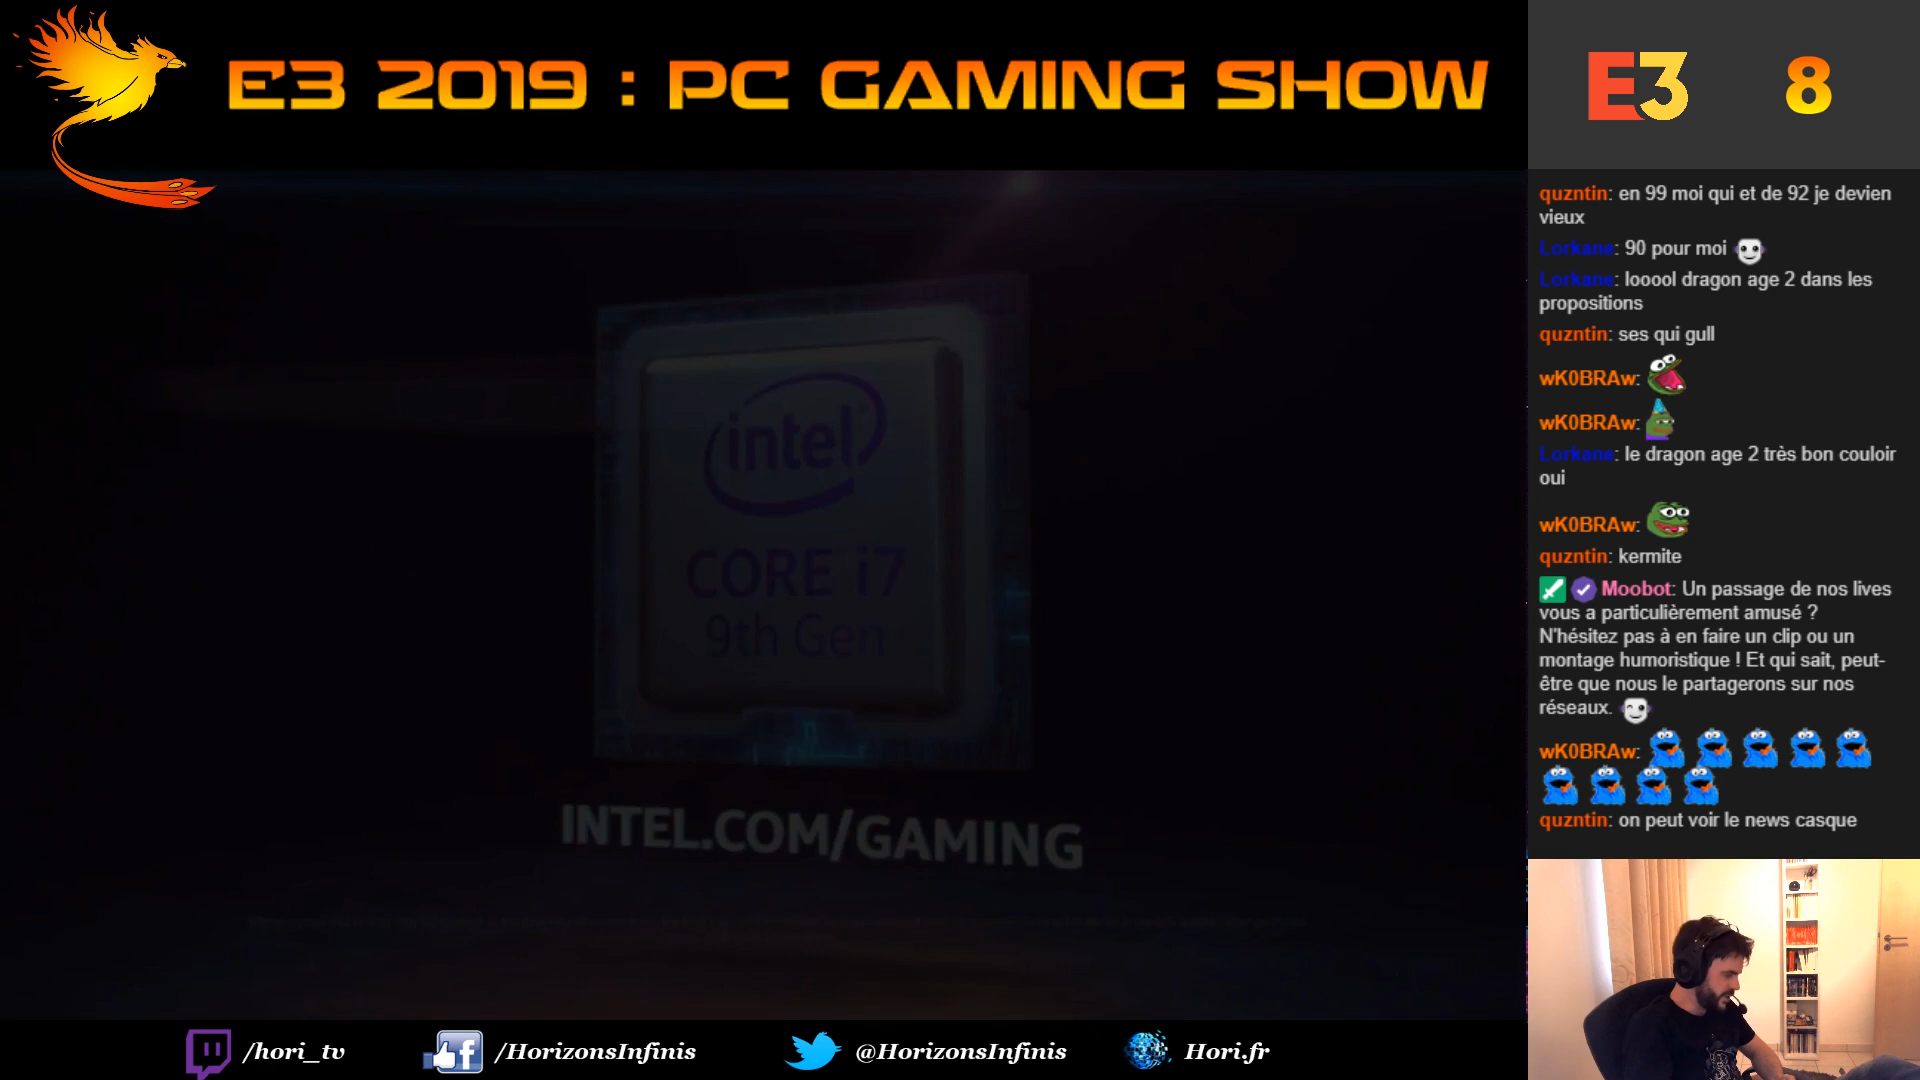 E3 2019 : PC GAMING SHOW
E3
8
quzntin: en 99 moi qui et de 92 je devien
vieux
Lorkane: 90 pour moi
Lorkane: looool dragon age 2 dans les
propositions
quzntin: ses qui gull
wK0BRAw:
wK0BRAw:
Lorkane: le dragon age 2 très bon couloir
oui
wK0BRAw:
quzntin: kermite
Moobot: Un passage de nos lives
vous a particulièrement amusé ?
N'hésitez pas à en faire un clip ou un
montage humoristique ! Et qui sait, peut-
être que nous le partagerons sur nos
réseaux.
wK0BRAw:
quzntin: on peut voir le news casque
intel
CORE i7
9th Gen
INTEL.COM/GAMING
/hori_tv
/HorizonsInfinis
@HorizonsInfinis
Hori.fr